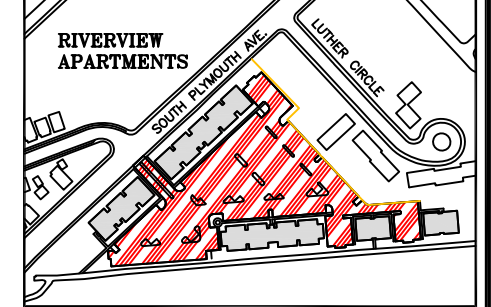 RIVERVIEW
APARTMENTS
SOUTH PLYMOUTH AVE.
LUTHER CIRCLE